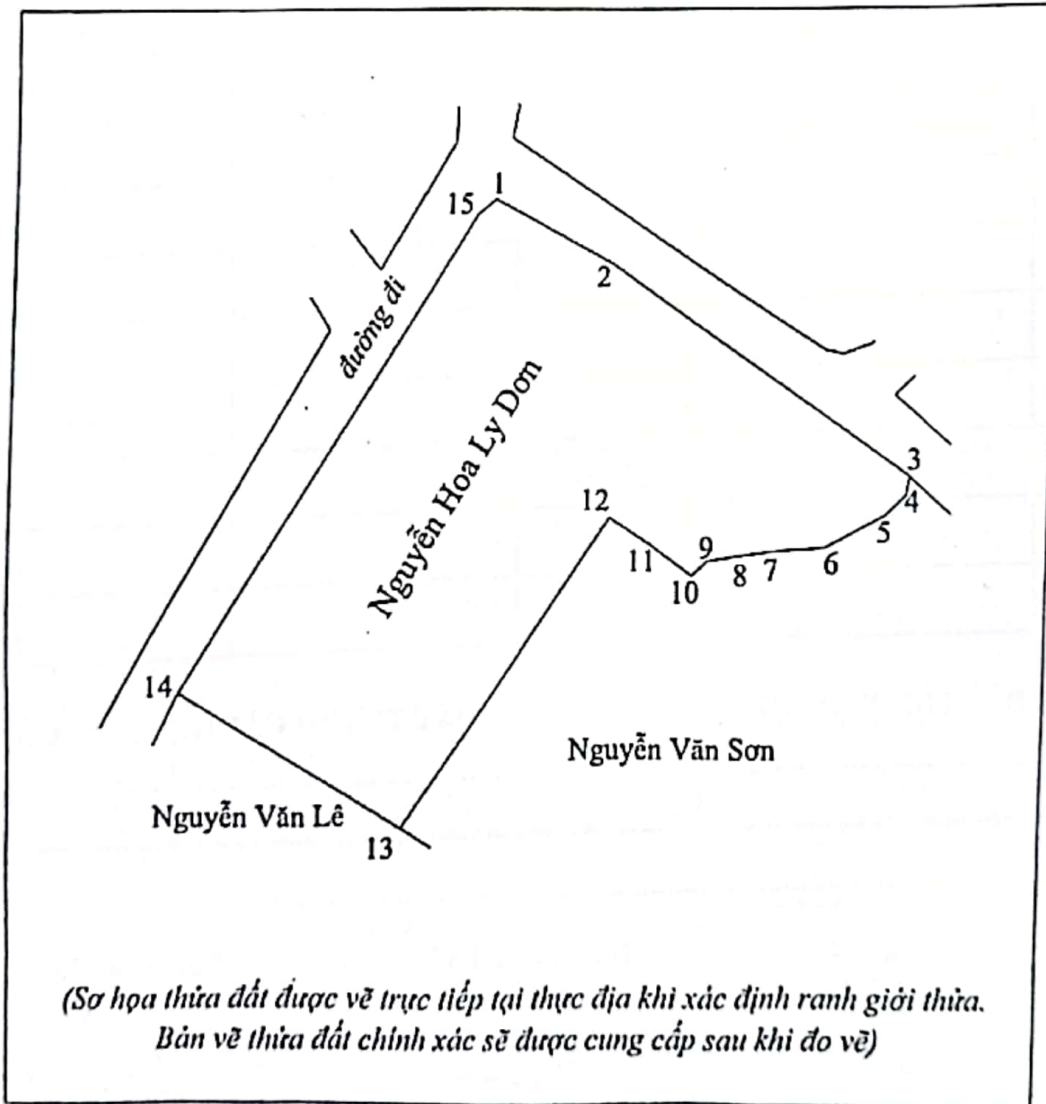 1
15
2
đường đi
Nguyễn Hoa Ly Dơn
3
4
12
5
9
11
8
7
6
10
14
Nguyễn Văn Sơn
Nguyễn Văn Lê
13
(Sơ họa thửa đất được vẽ trực tiếp tại thực địa khi xác định ranh giới thửa.
Bản vẽ thửa đất chính xác sẽ được cung cấp sau khi đo vẽ)